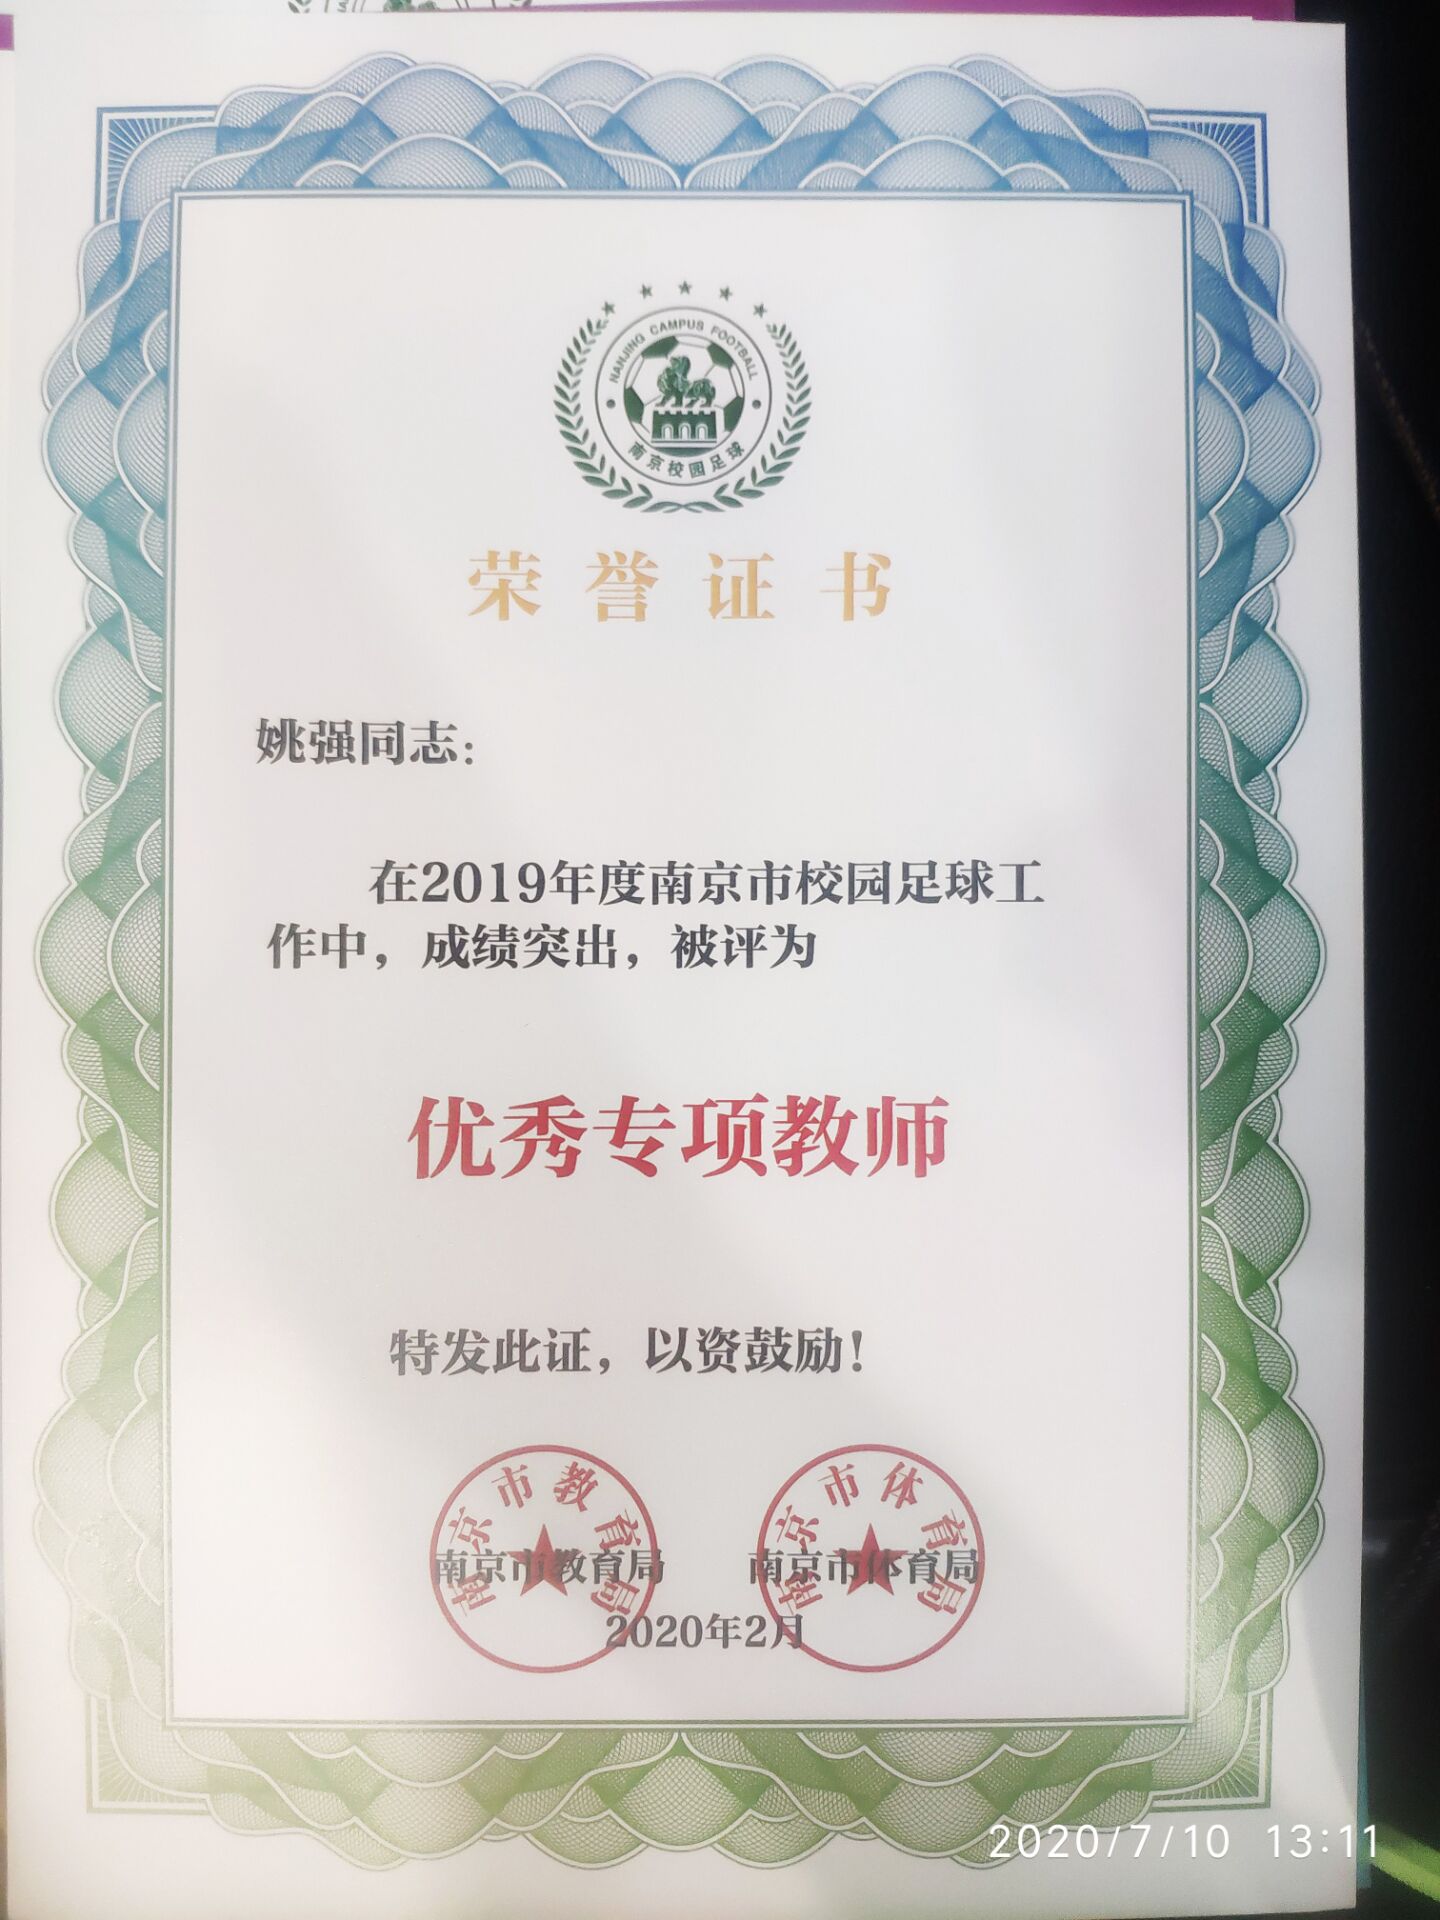 NANJING CAMPUS FOOTBALL
南京校园足球
荣誉证书
姚强同志：
在2019年度南京市校园足球工
作中，成绩突出，被评为
优秀专项教师
特发此证，以资鼓励！
南京市教育局
南京市体育局
南京市教育局 南京市体育局
2020年2月
2020/7/10 13:11